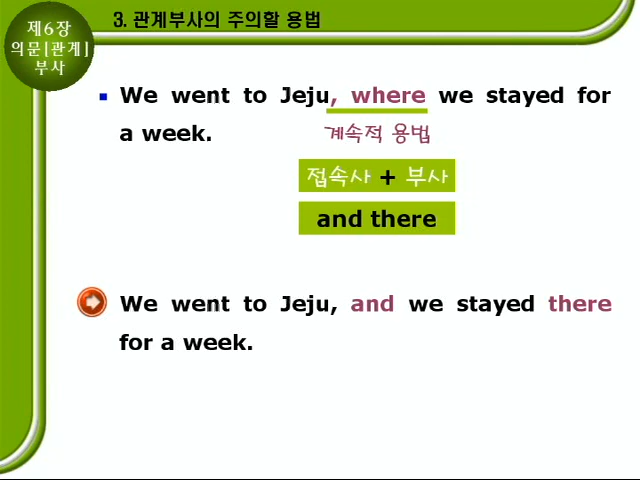 제6장
의문[관계]
부사
3. 관계부사의 주의할 용법
We went to Jeju, where we stayed for
a week.
계속적 용법
접속사 + 부사
and there
We went to Jeju, and we stayed there
for a week.